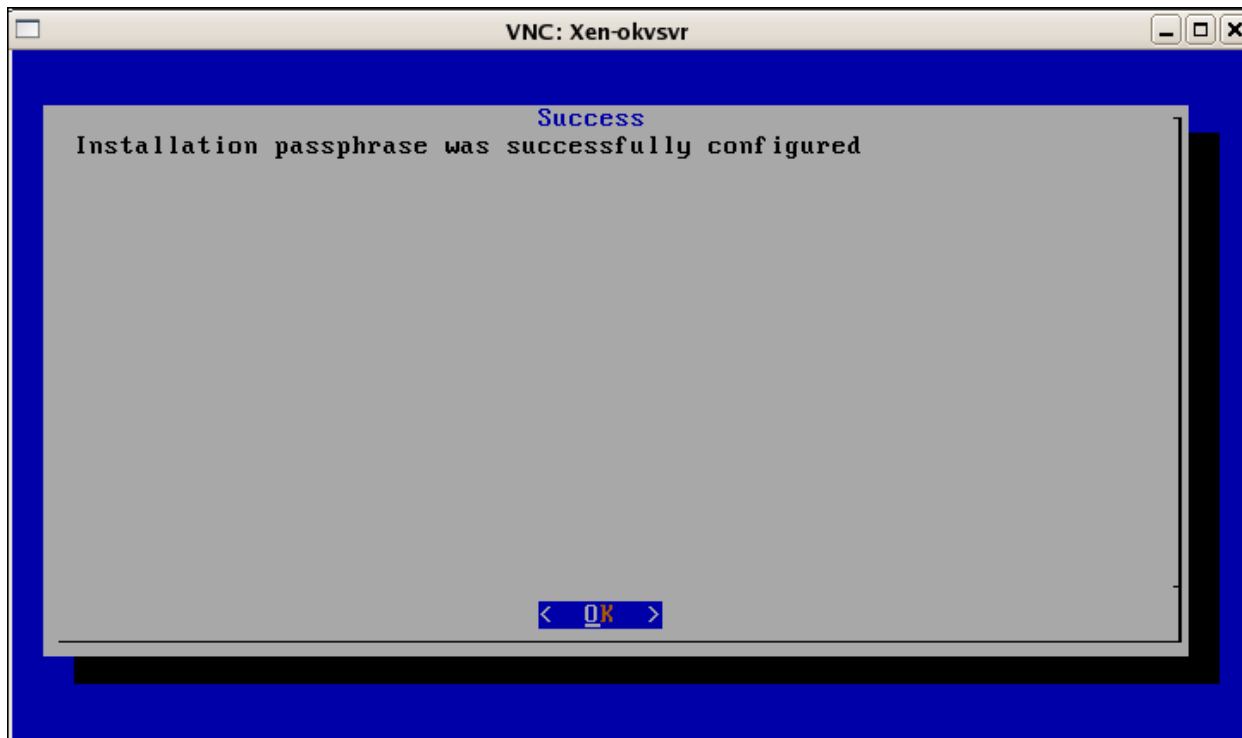 VNC: Xen-okvsvr
Success
Installation passphrase was successfully configured
< OK >